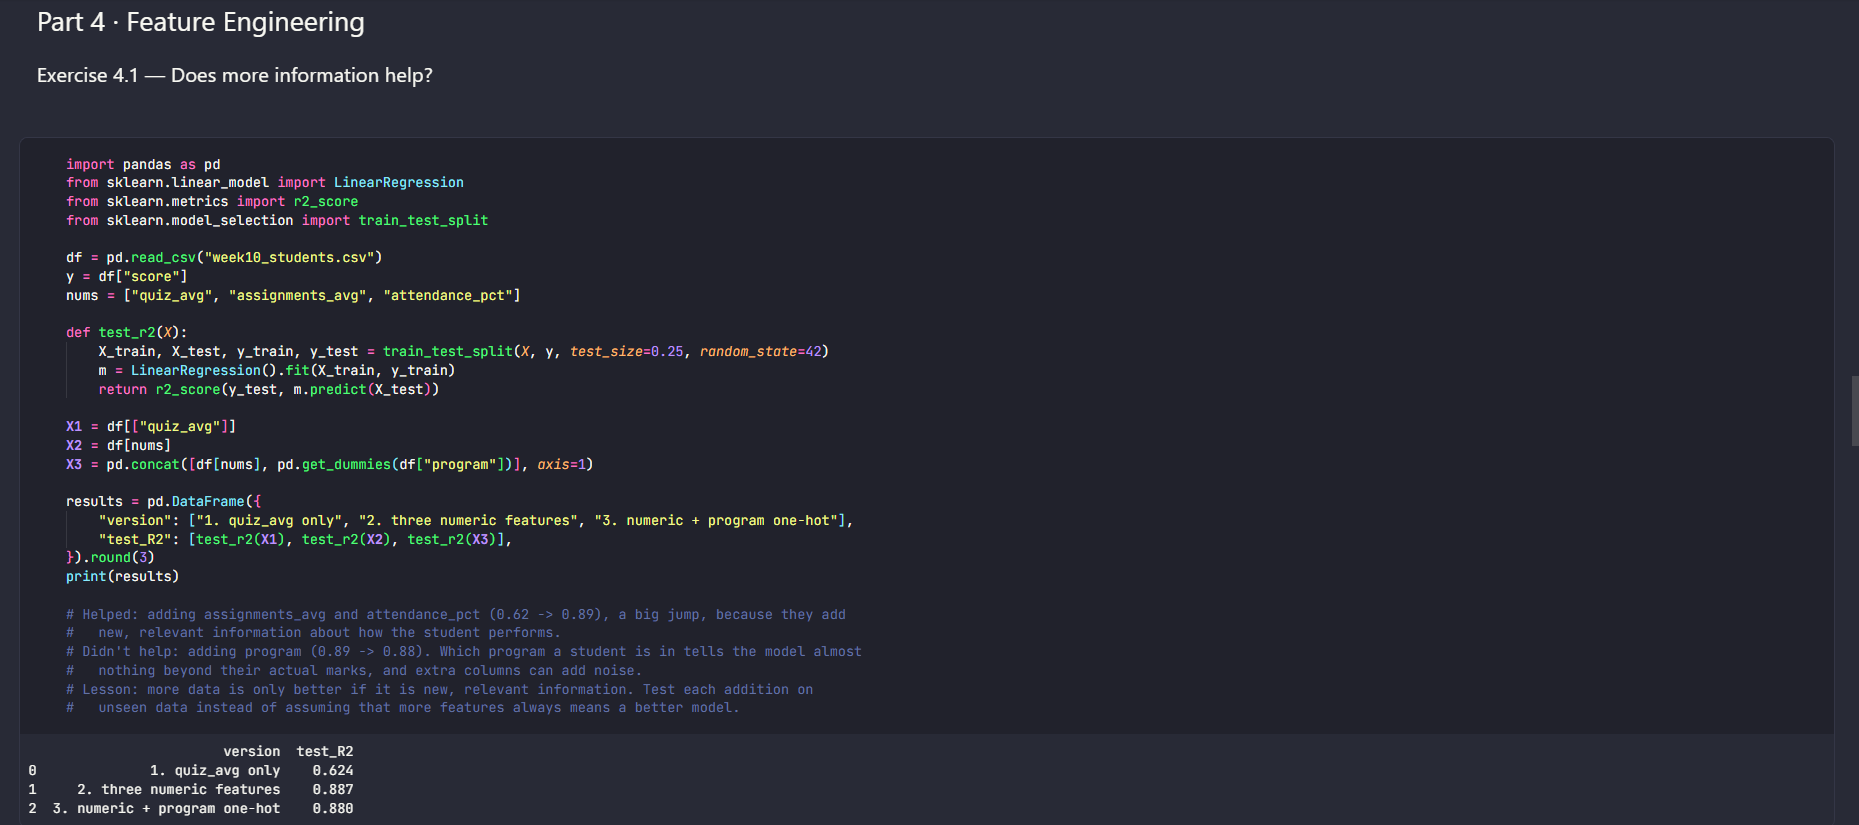 Part 4 · Feature Engineering
Exercise 4.1 — Does more information help?
import pandas as pd
from sklearn.linear_model import LinearRegression
from sklearn.metrics import r2_score
from sklearn.model_selection import train_test_split
df = pd.read_csv("week10_students.csv")
y = df["score"]
nums = ["quiz_avg", "assignments_avg", "attendance_pct"]
def test_r2(X):
    X_train, X_test, y_train, y_test = train_test_split(X, y, test_size=0.25, random_state=42)
    m = LinearRegression().fit(X_train, y_train)
    return r2_score(y_test, m.predict(X_test))
X1 = df[["quiz_avg"]]
X2 = df[nums]
X3 = pd.concat([df[nums], pd.get_dummies(df["program"])], axis=1)
results = pd.DataFrame({
    "version": ["1. quiz_avg only", "2. three numeric features", "3. numeric + program one-hot"],
    "test_R2": [test_r2(X1), test_r2(X2), test_r2(X3)],
}).round(3)
print(results)
# Helped: adding assignments_avg and attendance_pct (0.62 -> 0.89), a big jump, because they add
#   new, relevant information about how the student performs.
# Didn't help: adding program (0.89 -> 0.88). Which program a student is in tells the model almost
#   nothing beyond their actual marks, and extra columns can add noise.
# Lesson: more data is only better if it is new, relevant information. Test each addition on
#   unseen data instead of assuming that more features always means a better model.
                        version  test_R2
0              1. quiz_avg only    0.624
1     2. three numeric features    0.887
2  3. numeric + program one-hot    0.880